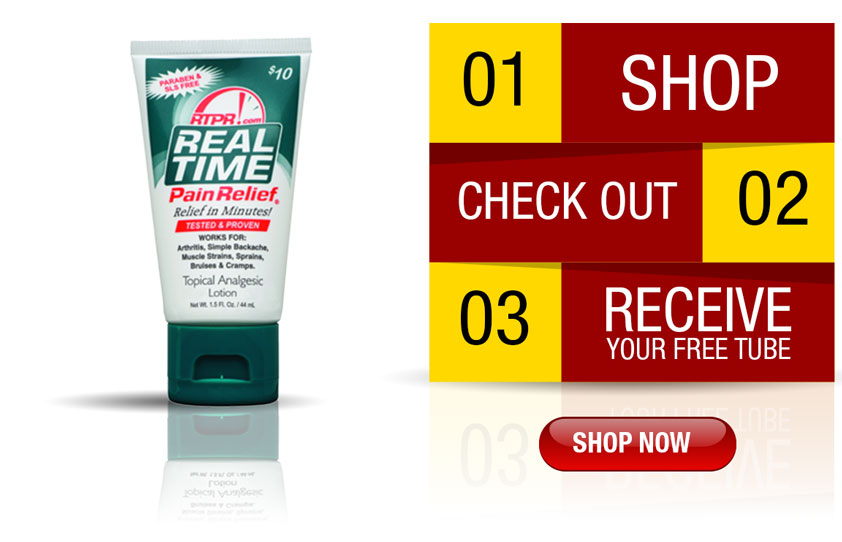 PARABEN &
SLS FREE
$10
RTPR!.com
REAL
TIME
Pain Relief®
Relief in Minutes!
TESTED & PROVEN
WORKS FOR:
Arthritis, Simple Backache,
Muscle Strains, Sprains,
Bruises & Cramps.
Topical Analgesic
Lotion
Net Wt. 1.5 Fl. Oz. / 44 mL
01
SHOP
CHECK OUT
02
03
RECEIVE
YOUR FREE TUBE
SHOP NOW